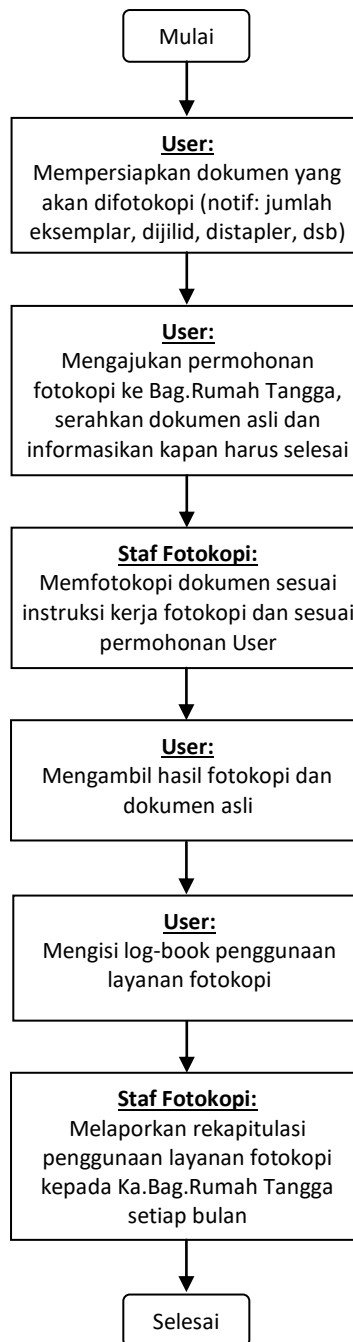 Mulai
User:
Mempersiapkan dokumen yang
akan difotokopi (notif: jumlah
eksemplar, dijilid, distapler, dsb)
User:
Mengajukan permohonan
fotokopi ke Bag.Rumah Tangga,
serahkan dokumen asli dan
informasikan kapan harus selesai
Staf Fotokopi:
Memfotokopi dokumen sesuai
instruksi kerja fotokopi dan sesuai
permohonan User
User:
Mengambil hasil fotokopi dan
dokumen asli
User:
Mengisi log-book penggunaan
layanan fotokopi
Staf Fotokopi:
Melaporkan rekapitulasi
penggunaan layanan fotokopi
kepada Ka.Bag.Rumah Tangga
setiap bulan
Selesai